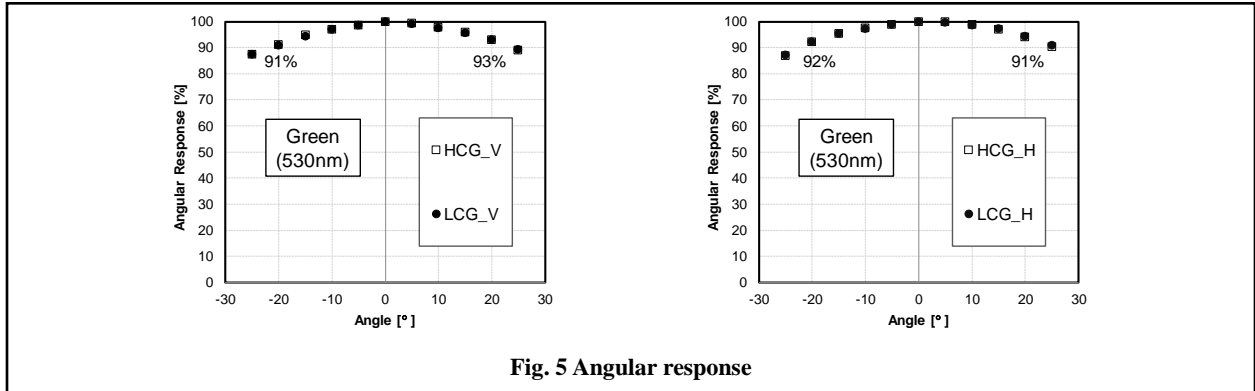 100
90
80
70
60
50
40
30
20
10
0
Angular Response [%]
91%
93%
Green
(530nm)
HCG_V
LCG_V
-30 -20 -10 0 10 20 30
Angle [º]
100
90
80
70
60
50
40
30
20
10
0
Angular Response [%]
92%
91%
Green
(530nm)
HCG_H
LCG_H
-30 -20 -10 0 10 20 30
Angle [º]
Fig. 5 Angular response